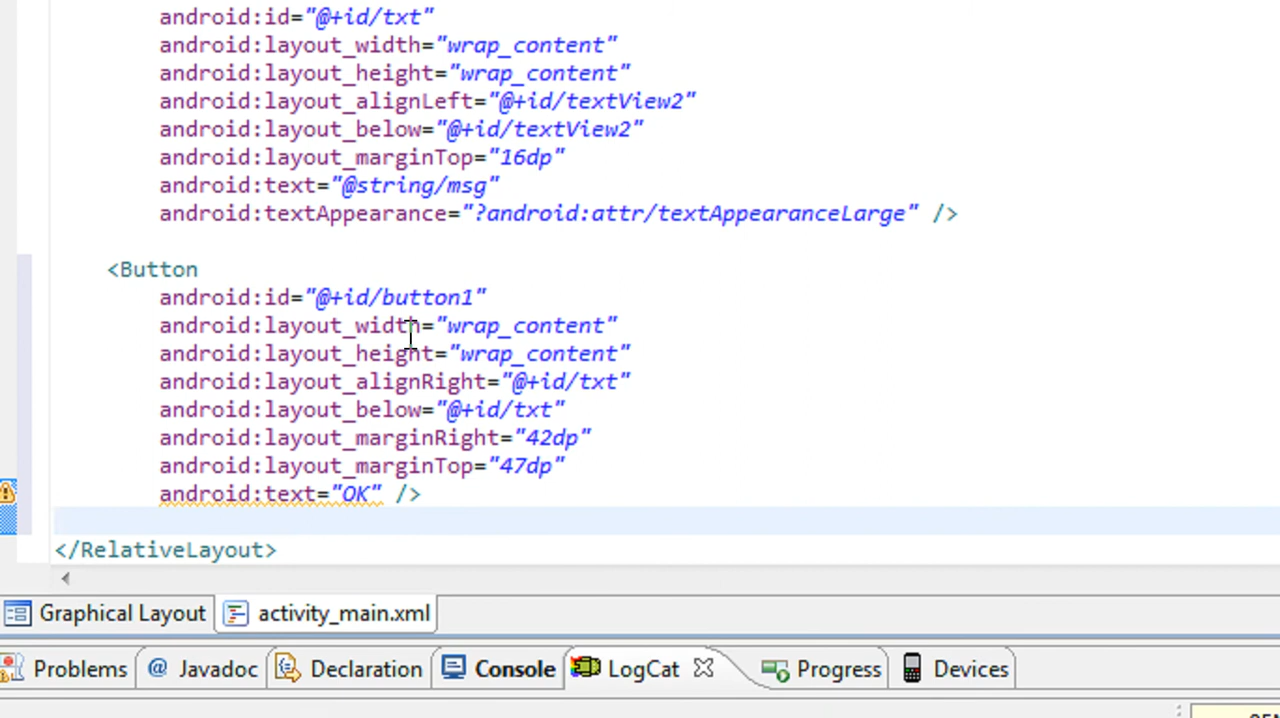 android:id="@+id/txt"
android:layout_width="wrap_content"
android:layout_height="wrap_content"
android:layout_alignLeft="@+id/textView2"
android:layout_below="@+id/textView2"
android:layout_marginTop="16dp"
android:text="@string/msg"
android:textAppearance="?android:attr/textAppearanceLarge" />
<Button
android:id="@+id/button1"
android:layout_width="wrap_content"
android:layout_height="wrap_content"
android:layout_alignRight="@+id/txt"
android:layout_below="@+id/txt"
android:layout_marginRight="42dp"
android:layout_marginTop="47dp"
android:text="OK" />
</RelativeLayout>
Graphical Layout activity_main.xml
Problems @ Javadoc Declaration Console LogCat Progress Devices